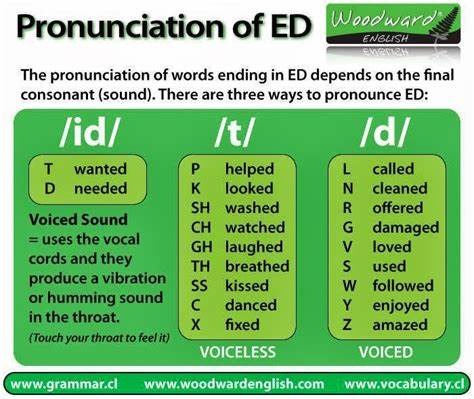 Pronunciation of ED
Woodward®
ENGLISH
The pronunciation of words ending in ED depends on the final
consonant (sound). There are three ways to pronounce ED:
/id/
T wanted
D needed
Voiced Sound
= uses the vocal
cords and they
produce a vibration
or humming sound
in the throat.
(Touch your throat to feel it)
/t/
P helped
K looked
SH washed
CH watched
GH laughed
TH breathed
SS kissed
C danced
X fixed
VOICELESS
/d/
L called
N cleaned
R offered
G damaged
V loved
S used
W followed
Y enjoyed
Z amazed
VOICED
www.grammar.cl www.woodwardenglish.com www.vocabulary.cl